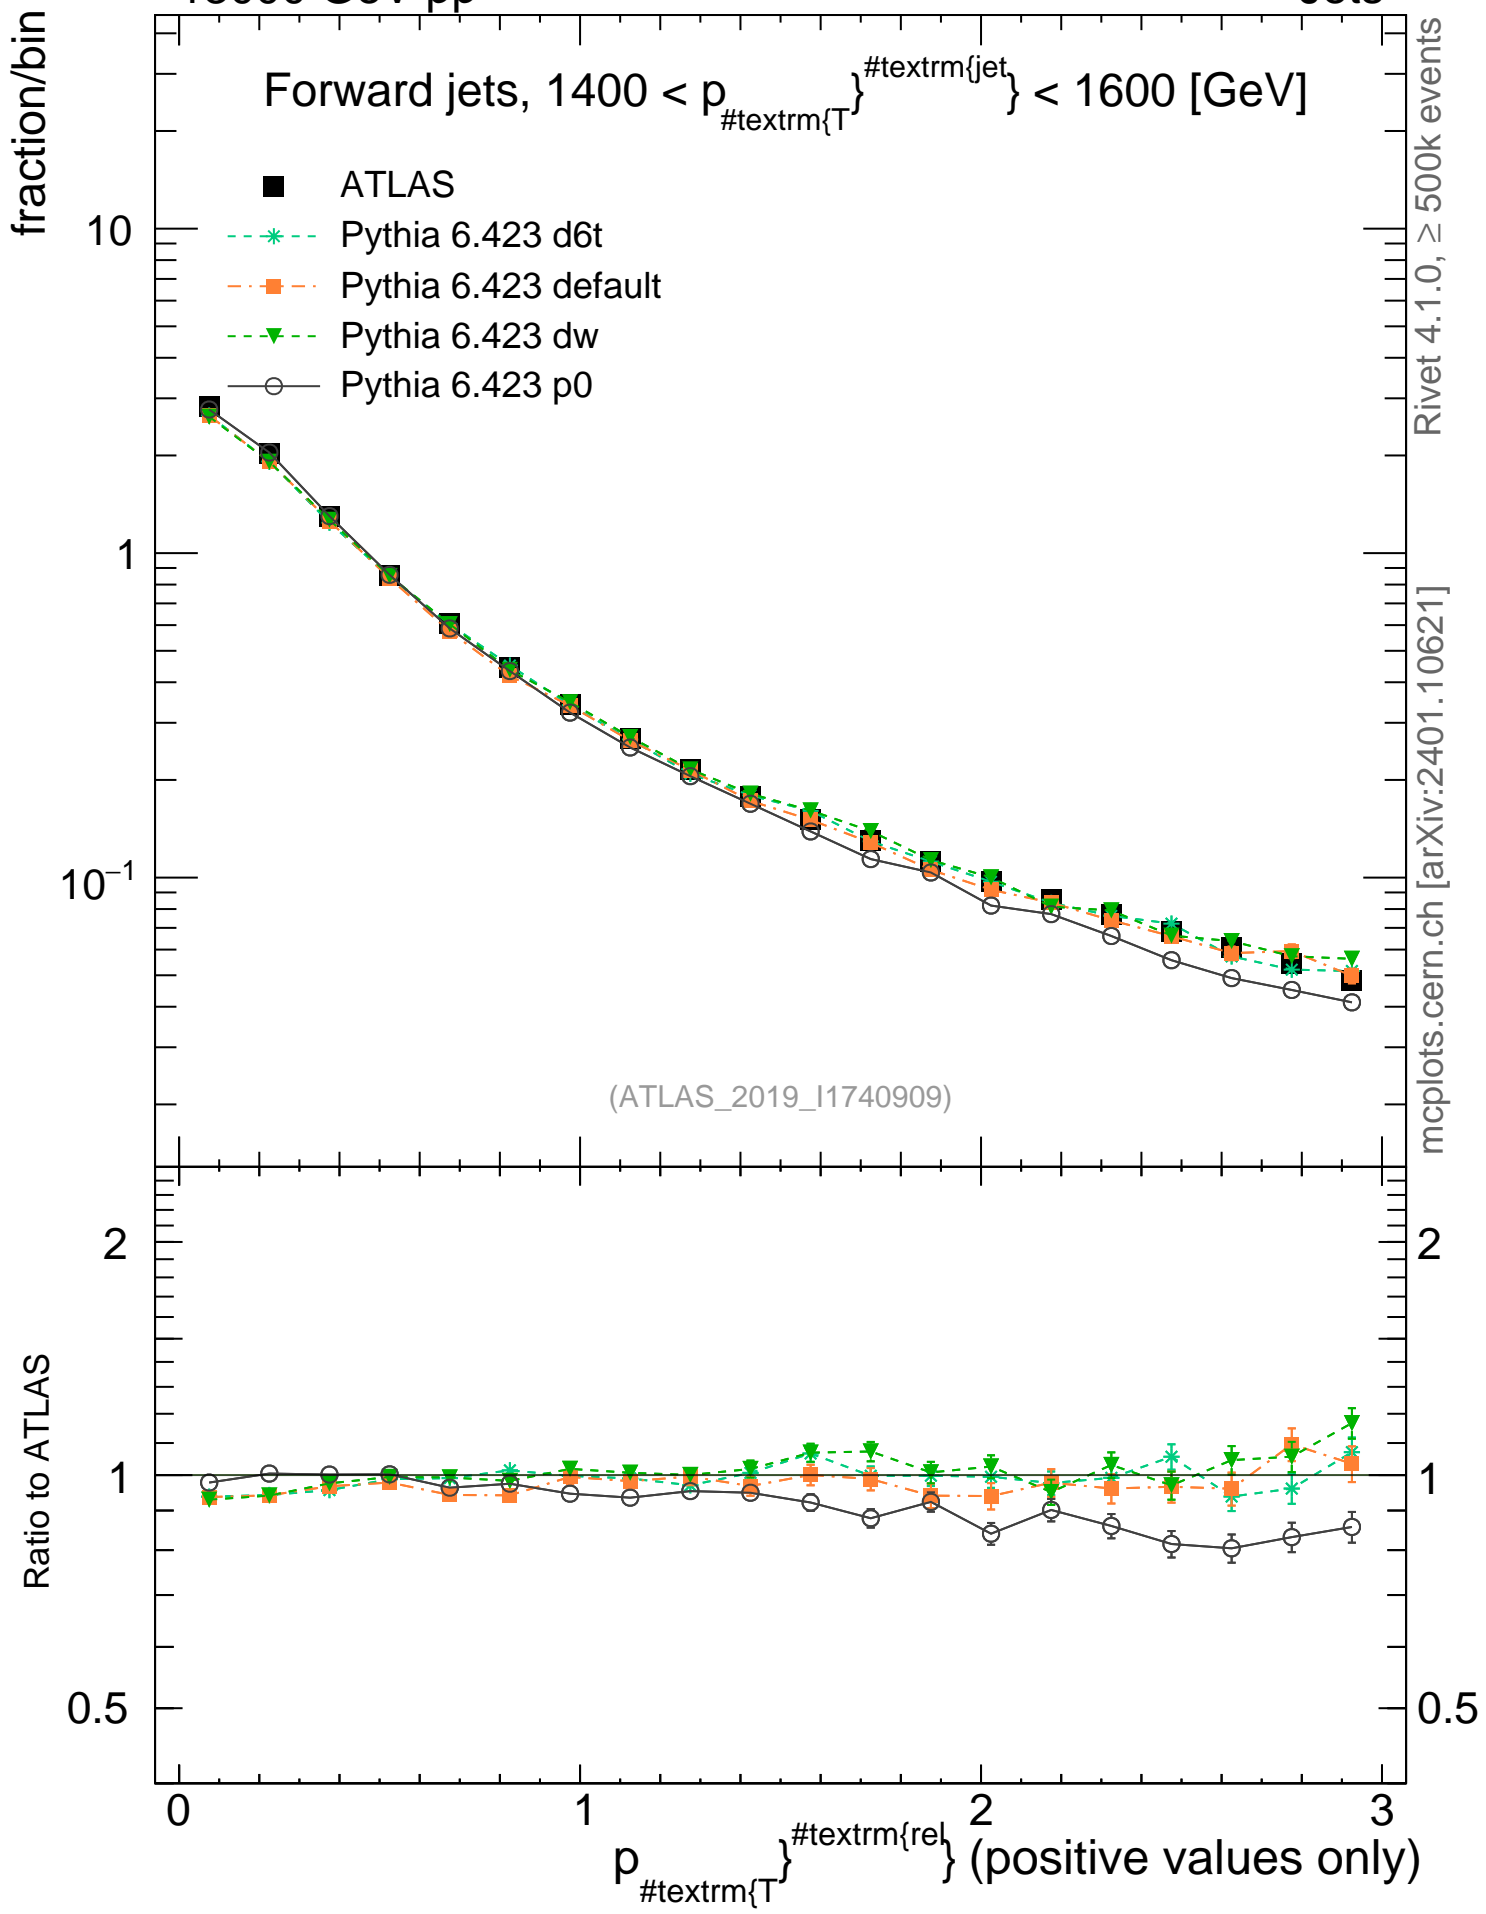 fraction/bin
Forward jets, 1400 < p_#textrm{T}^#textrm{jet} < 1600 [GeV]
ATLAS
Pythia 6.423 d6t
Pythia 6.423 default
Pythia 6.423 dw
Pythia 6.423 p0
10
1
10⁻¹
(ATLAS_2019_I1740909)
Rivet 4.1.0, ≥ 500k events
mcplots.cern.ch [arXiv:2401.10621]
Ratio to ATLAS
2
1
0.5
2
1
0.5
0 1 2 3
p_#textrm{T}^#textrm{rel} (positive values only)